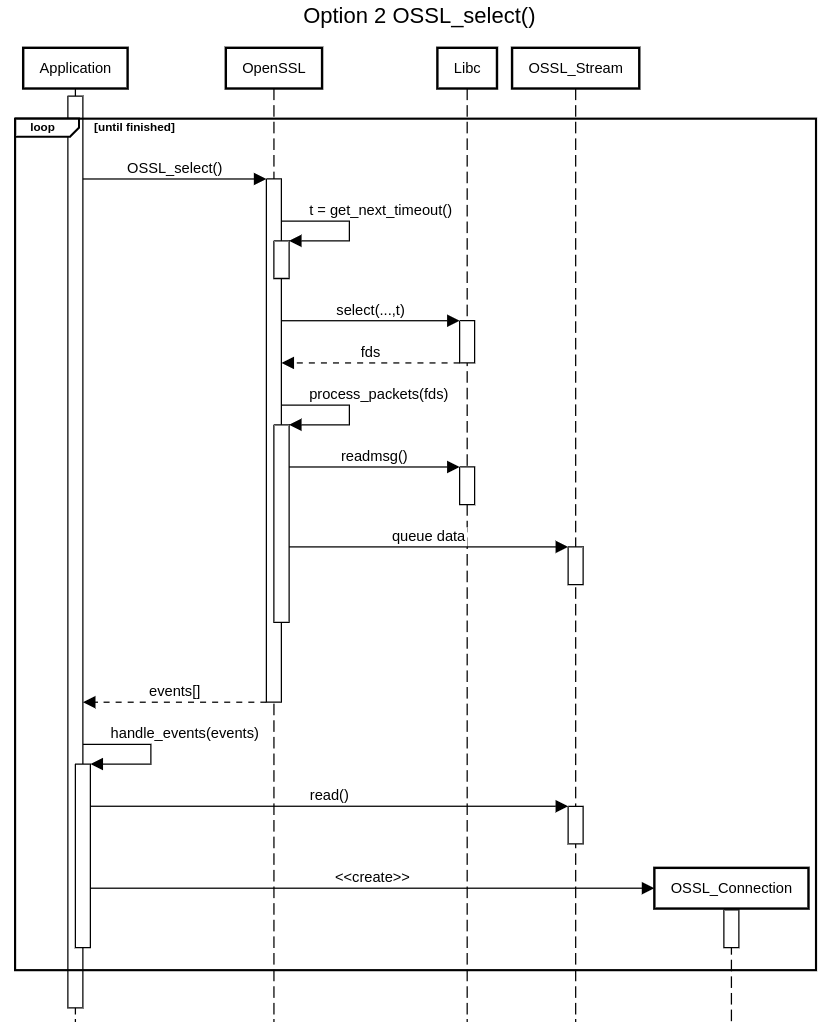 Option 2 OSSL_select()
Application
OpenSSL
Libc
OSSL_Stream
loop
[until finished]
OSSL_select()
t = get_next_timeout()
select(...,t)
fds
process_packets(fds)
readmsg()
queue data
events[]
handle_events(events)
read()
<<create>>
OSSL_Connection